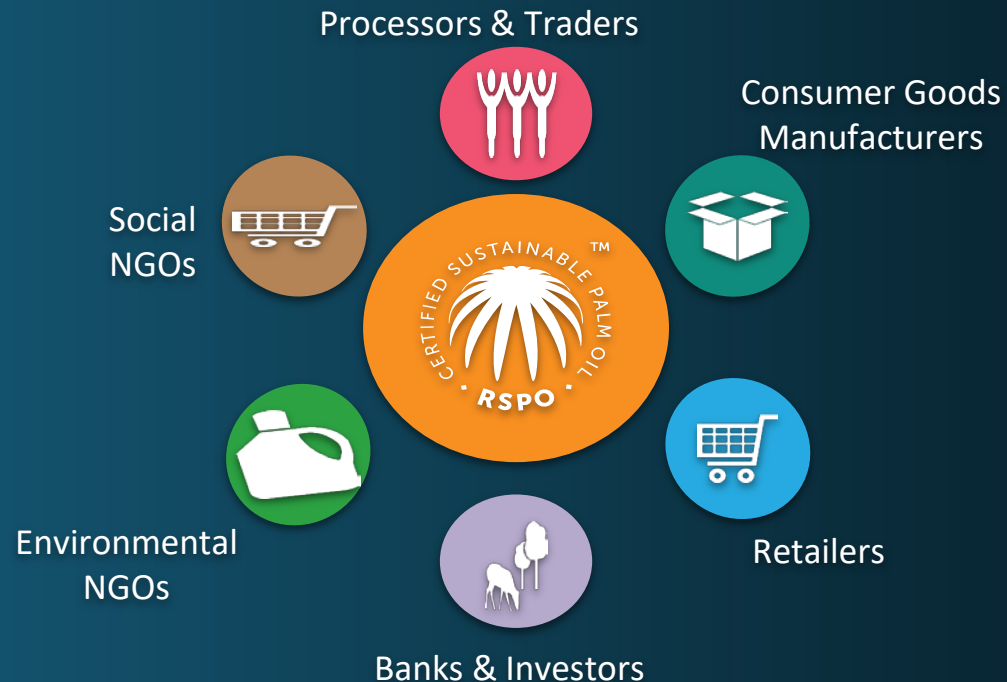 Processors & Traders
Consumer Goods
Manufacturers
Social
NGOs
CERTIFIED SUSTAINABLE PALM OIL ™
· RSPO ·
Environmental
NGOs
Retailers
Banks & Investors